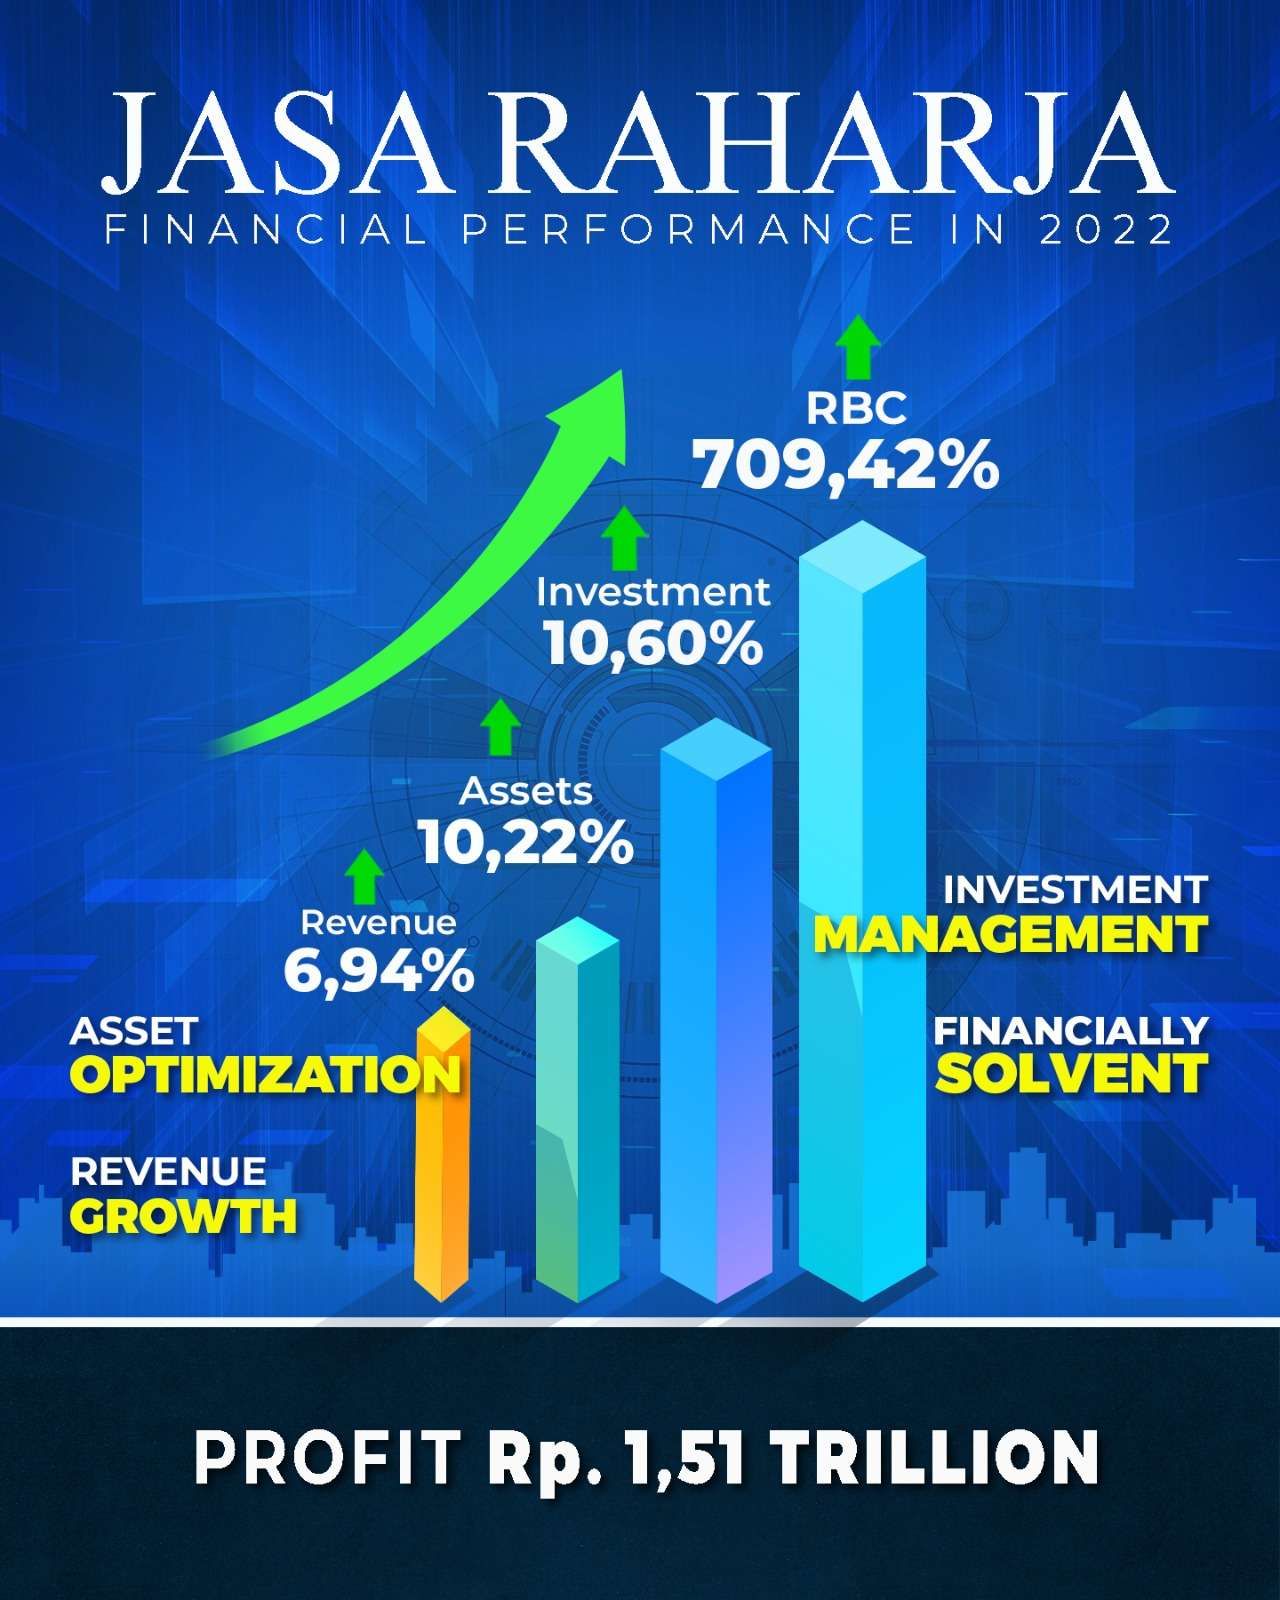 JASA RAHARJA
FINANCIAL PERFORMANCE IN 2022
RBC
709,42%
Investment
10,60%
Assets
10,22%
Revenue
6,94%
ASSET
OPTIMIZATION
REVENUE
GROWTH
INVESTMENT
MANAGEMENT
FINANCIALLY
SOLVENT
PROFIT Rp. 1,51 TRILLION